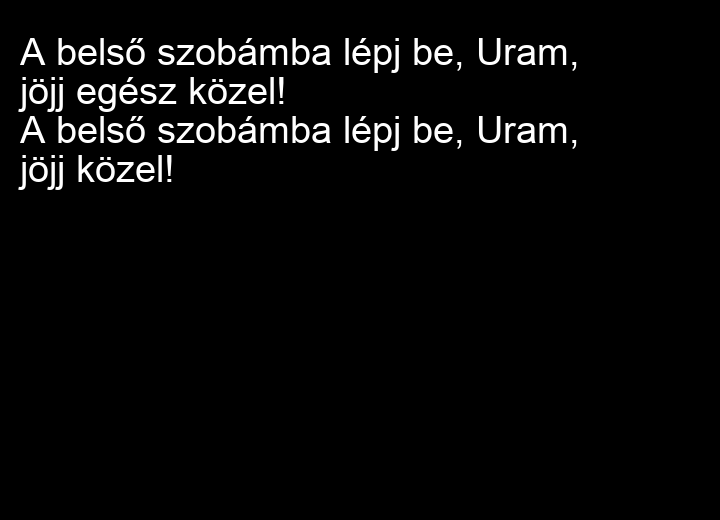 A belső szobámba lépj be, Uram,
jöjj egész közel!
A belső szobámba lépj be, Uram,
jöjj közel!